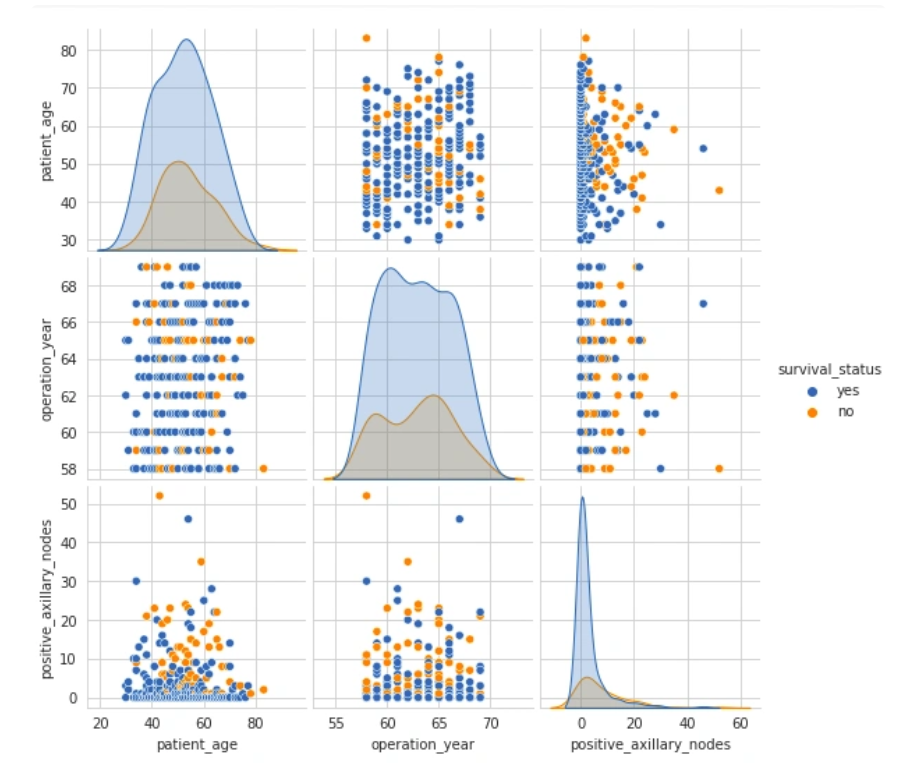 80
70
60
50
40
30
patient_age
68
66
64
62
60
58
operation_year
50
40
30
20
10
0
positive_axillary_nodes
20 40 60 80
patient_age
55 60 65 70
operation_year
0 20 40 60
positive_axillary_nodes
survival_status
yes
no